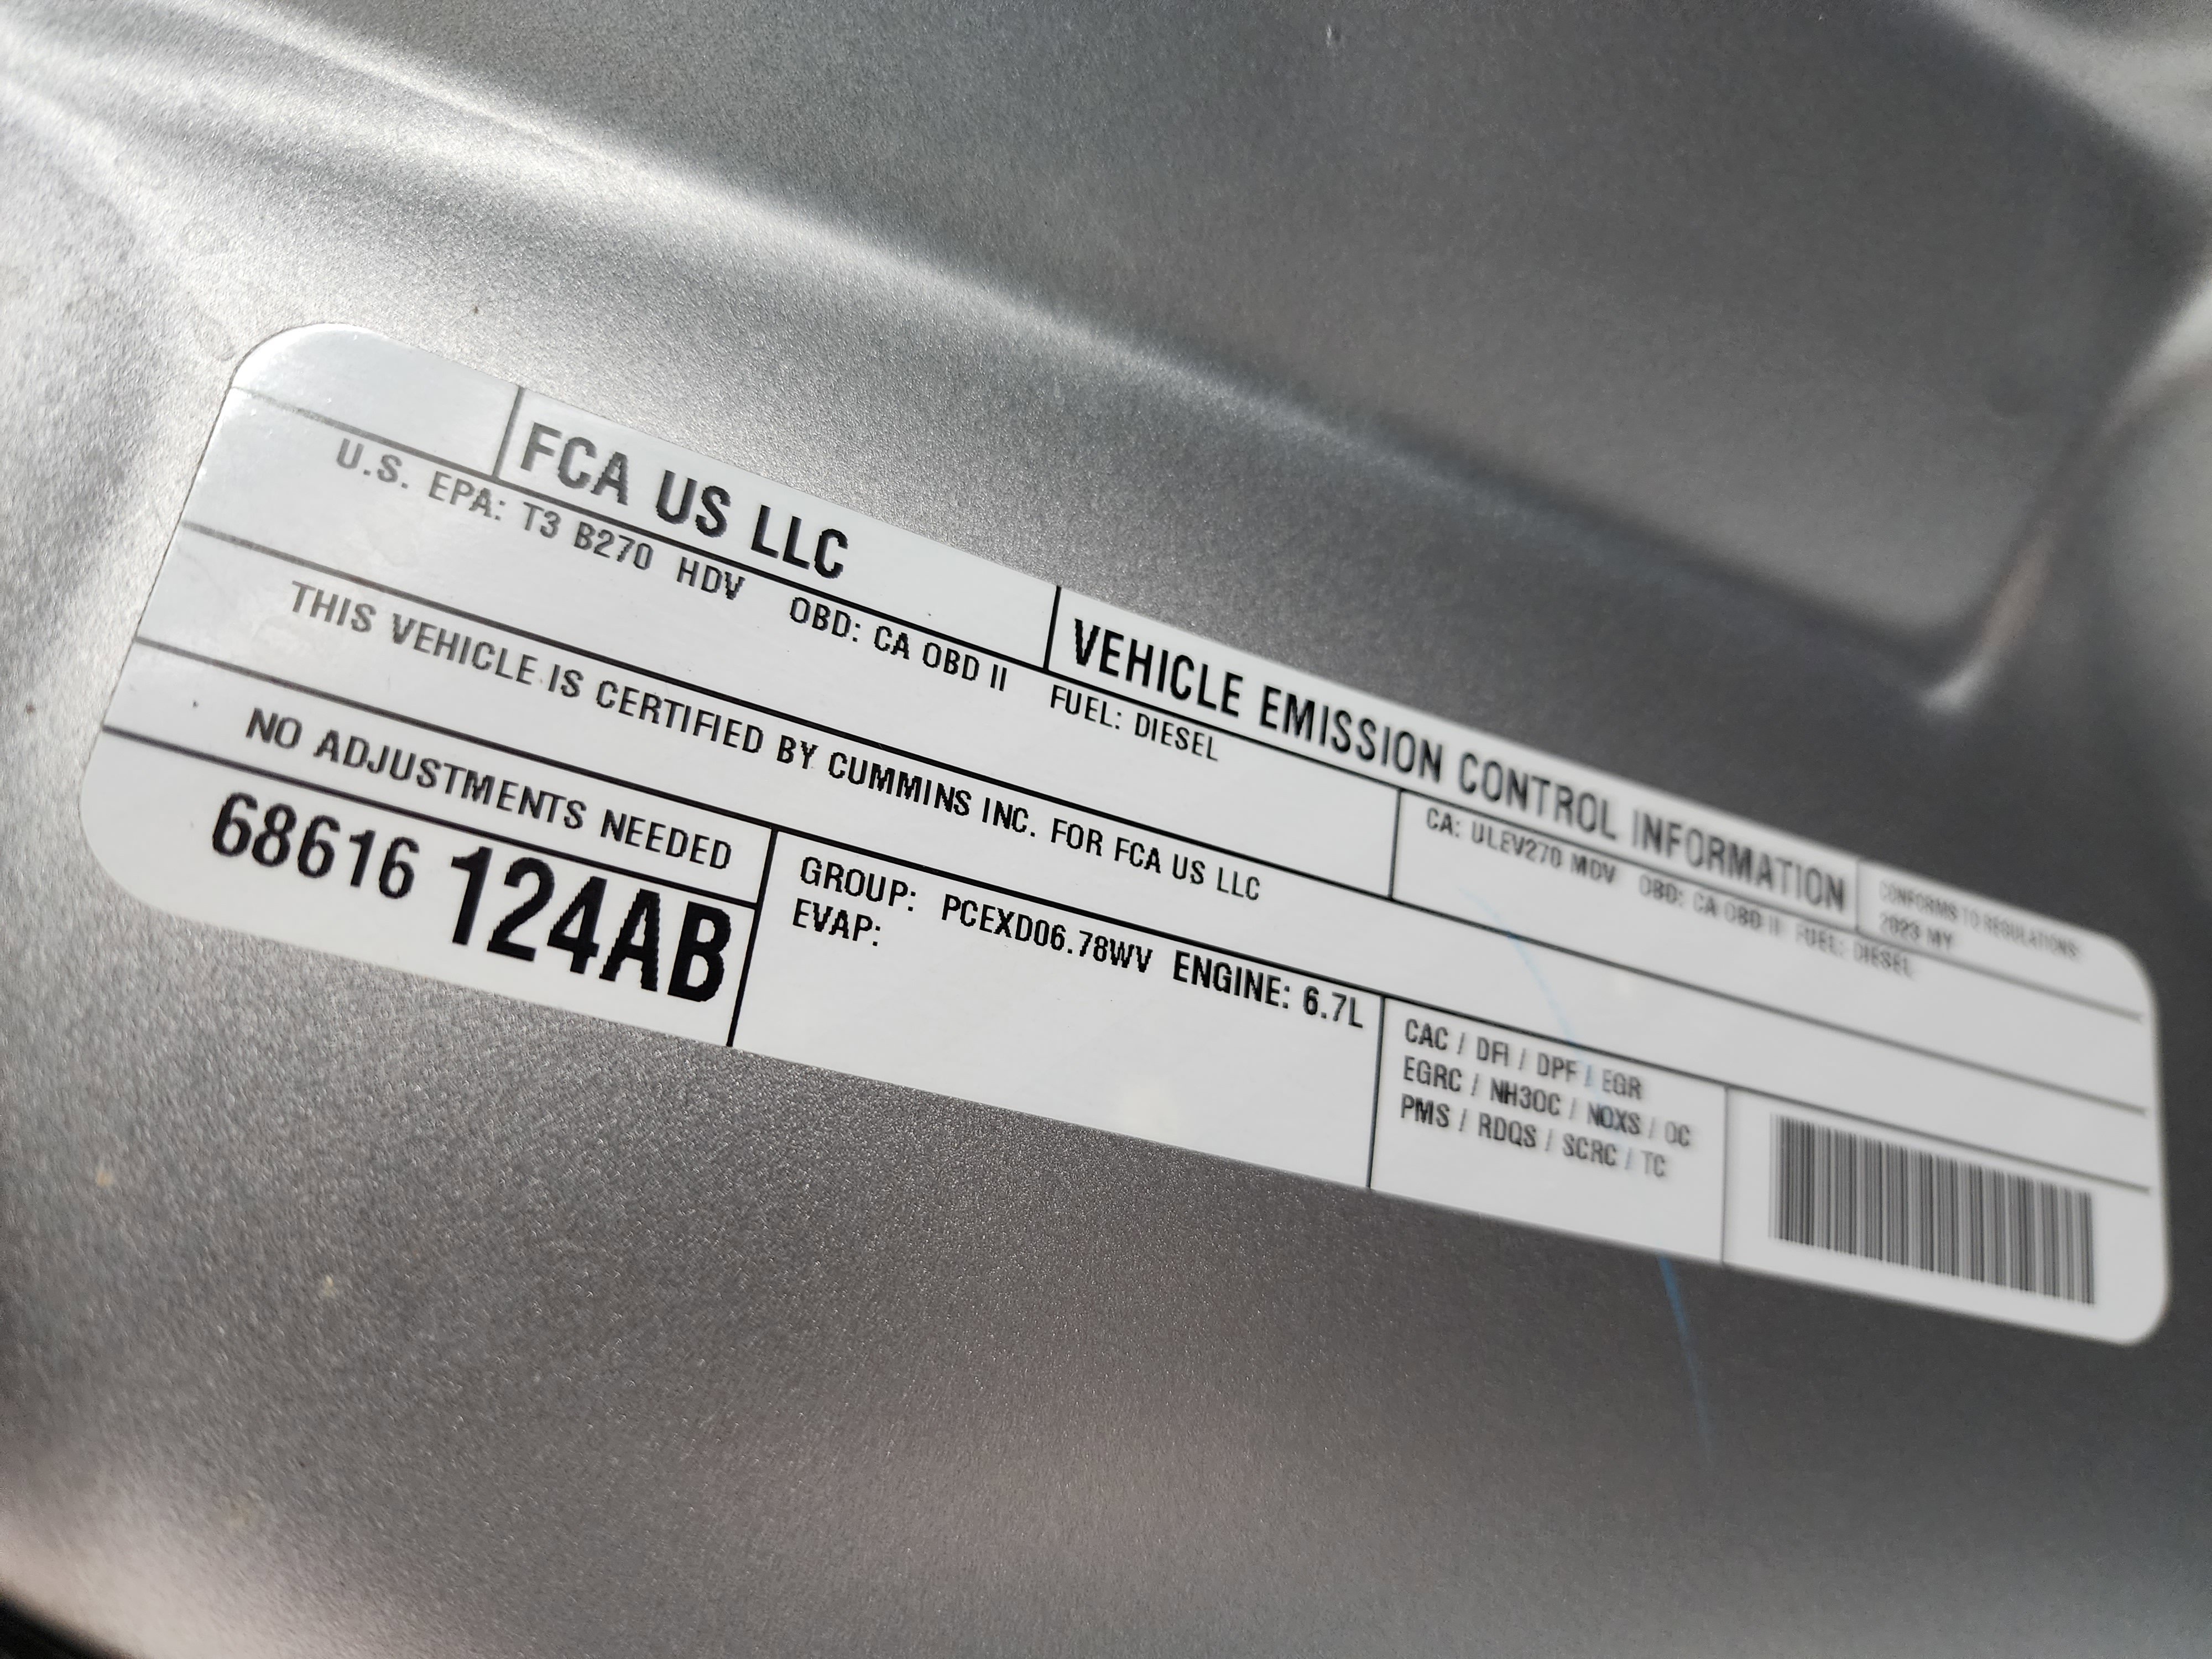 FCA US LLC
VEHICLE EMISSION CONTROL INFORMATION
CONFORMS TO REGULATIONS:
2023 MY
U.S. EPA: T3 B270 HDV OBD: CA OBD II FUEL: DIESEL
CA: ULEV270 MDV OBD: CA OBD II FUEL: DIESEL
THIS VEHICLE IS CERTIFIED BY CUMMINS INC. FOR FCA US LLC
NO ADJUSTMENTS NEEDED
68616 124AB
GROUP: PCEXD06.78WV ENGINE: 6.7L
EVAP:
CAC / DFI / DPF / EGR
EGRC / NH3OC / NOXS / OC
PMS / RDQS / SCRC / TC